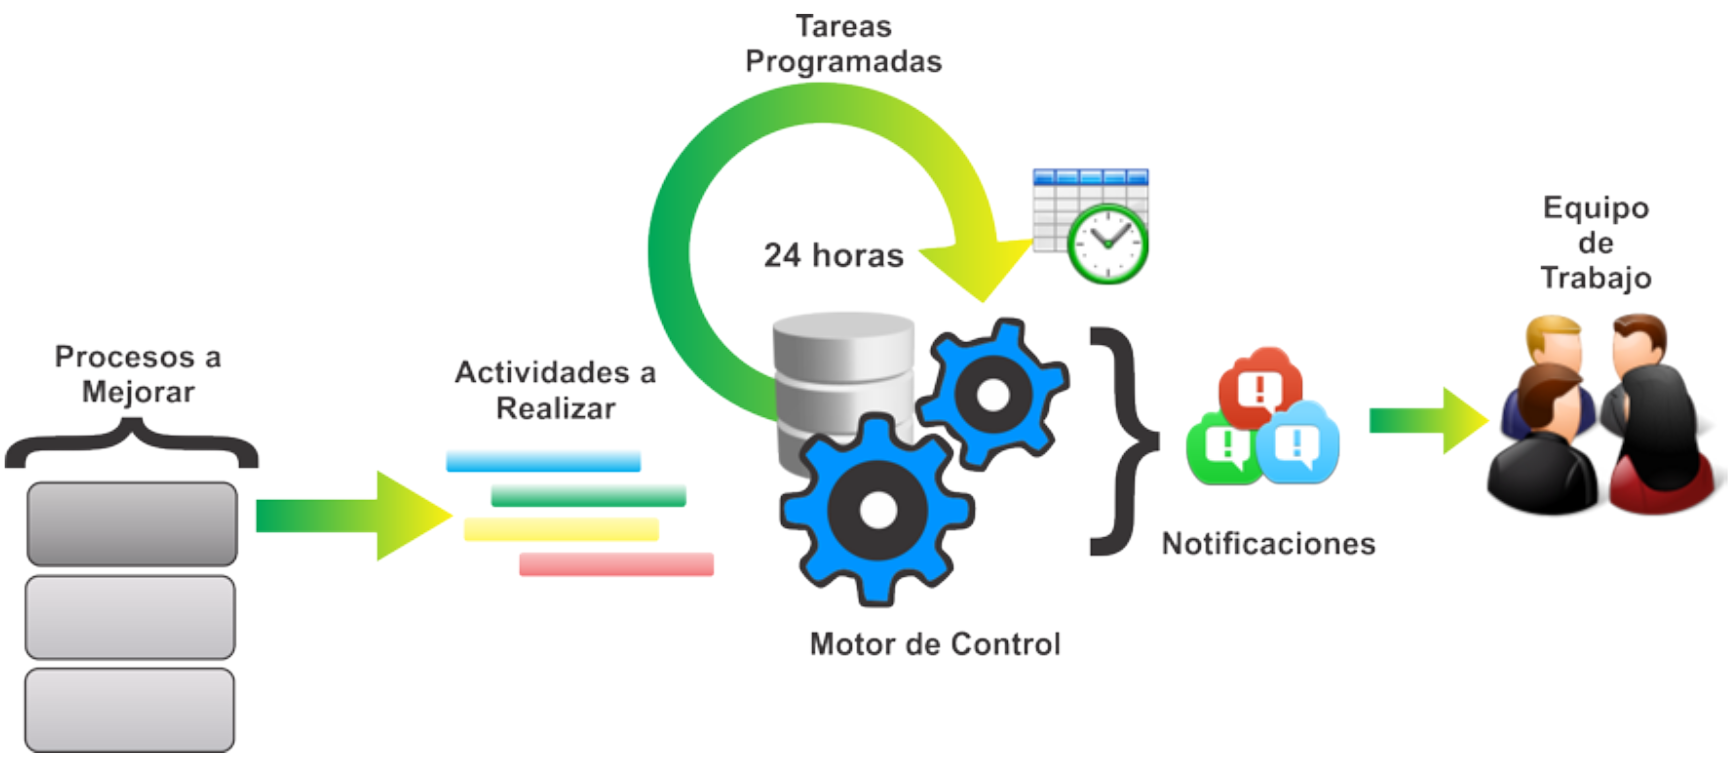 Tareas
Programadas
24 horas
Procesos a
Mejorar
Actividades a
Realizar
Motor de Control
Notificaciones
Equipo
de
Trabajo